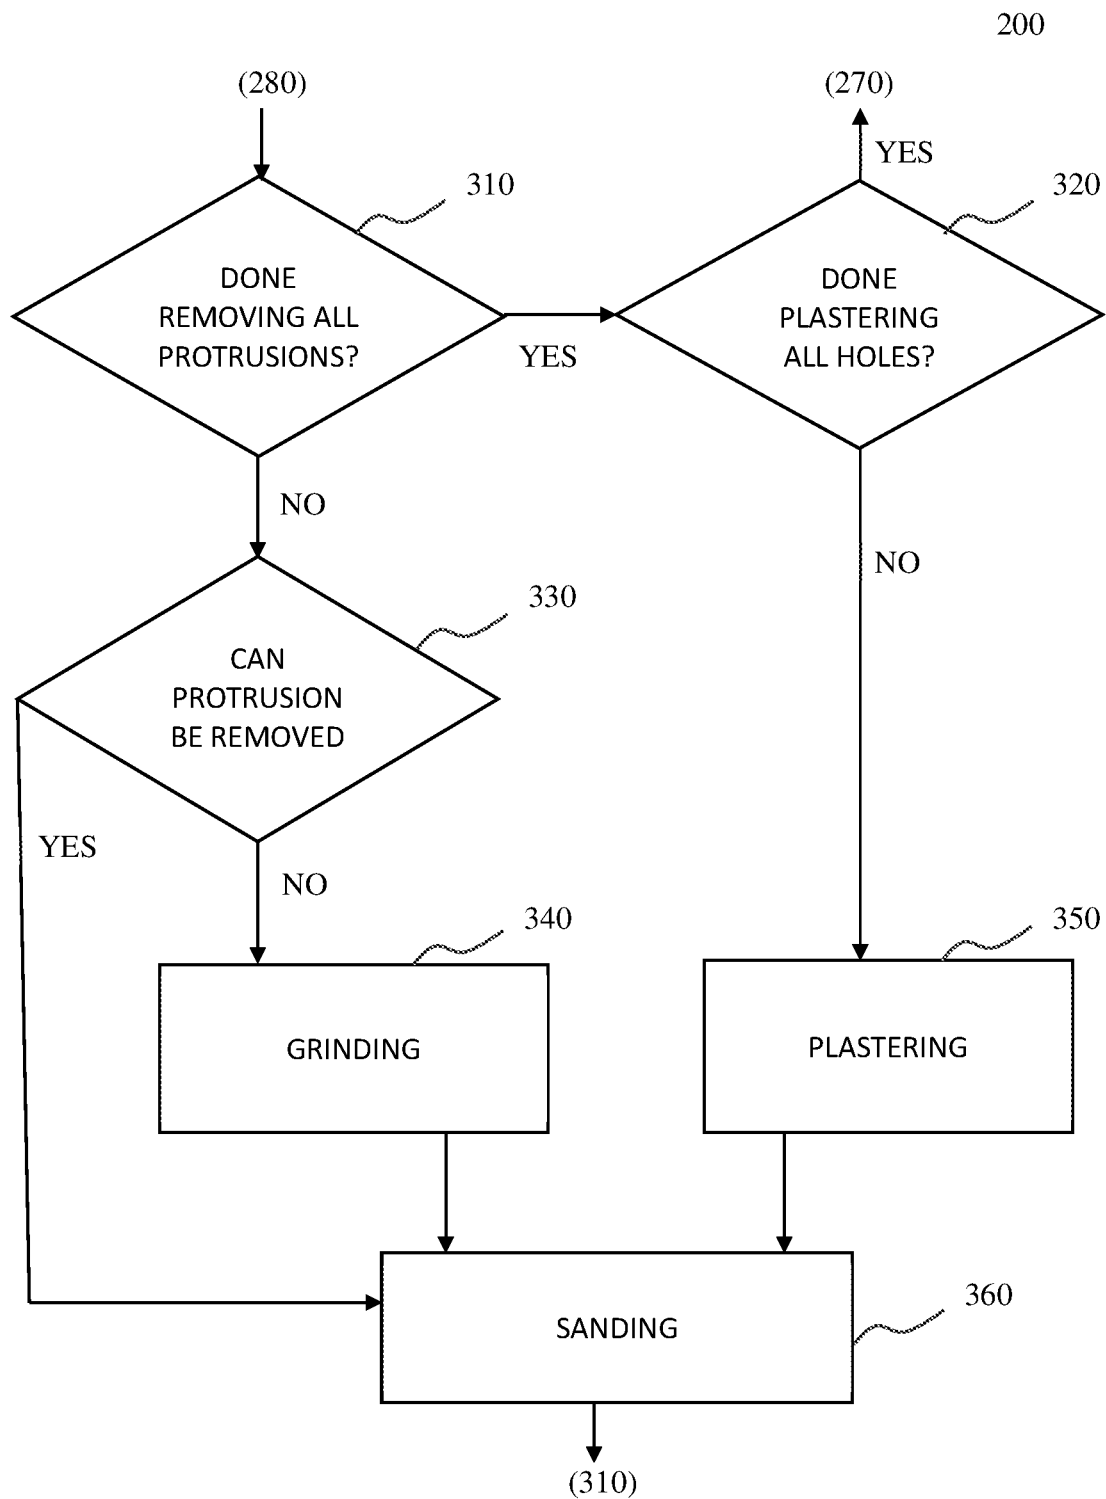 200
(280)
(270)
YES
310
320
DONE
REMOVING ALL
PROTRUSIONS?
DONE
PLASTERING
ALL HOLES?
YES
NO
NO
330
CAN
PROTRUSION
BE REMOVED
YES
NO
340
350
GRINDING
PLASTERING
360
SANDING
(310)